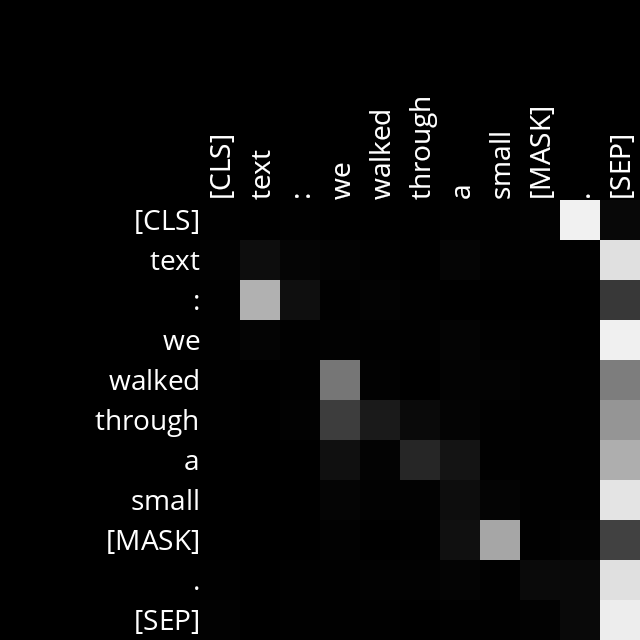 [CLS] text : we walked through a small [MASK] . [SEP]
[CLS]
text
:
we
walked
through
a
small
[MASK]
.
[SEP]